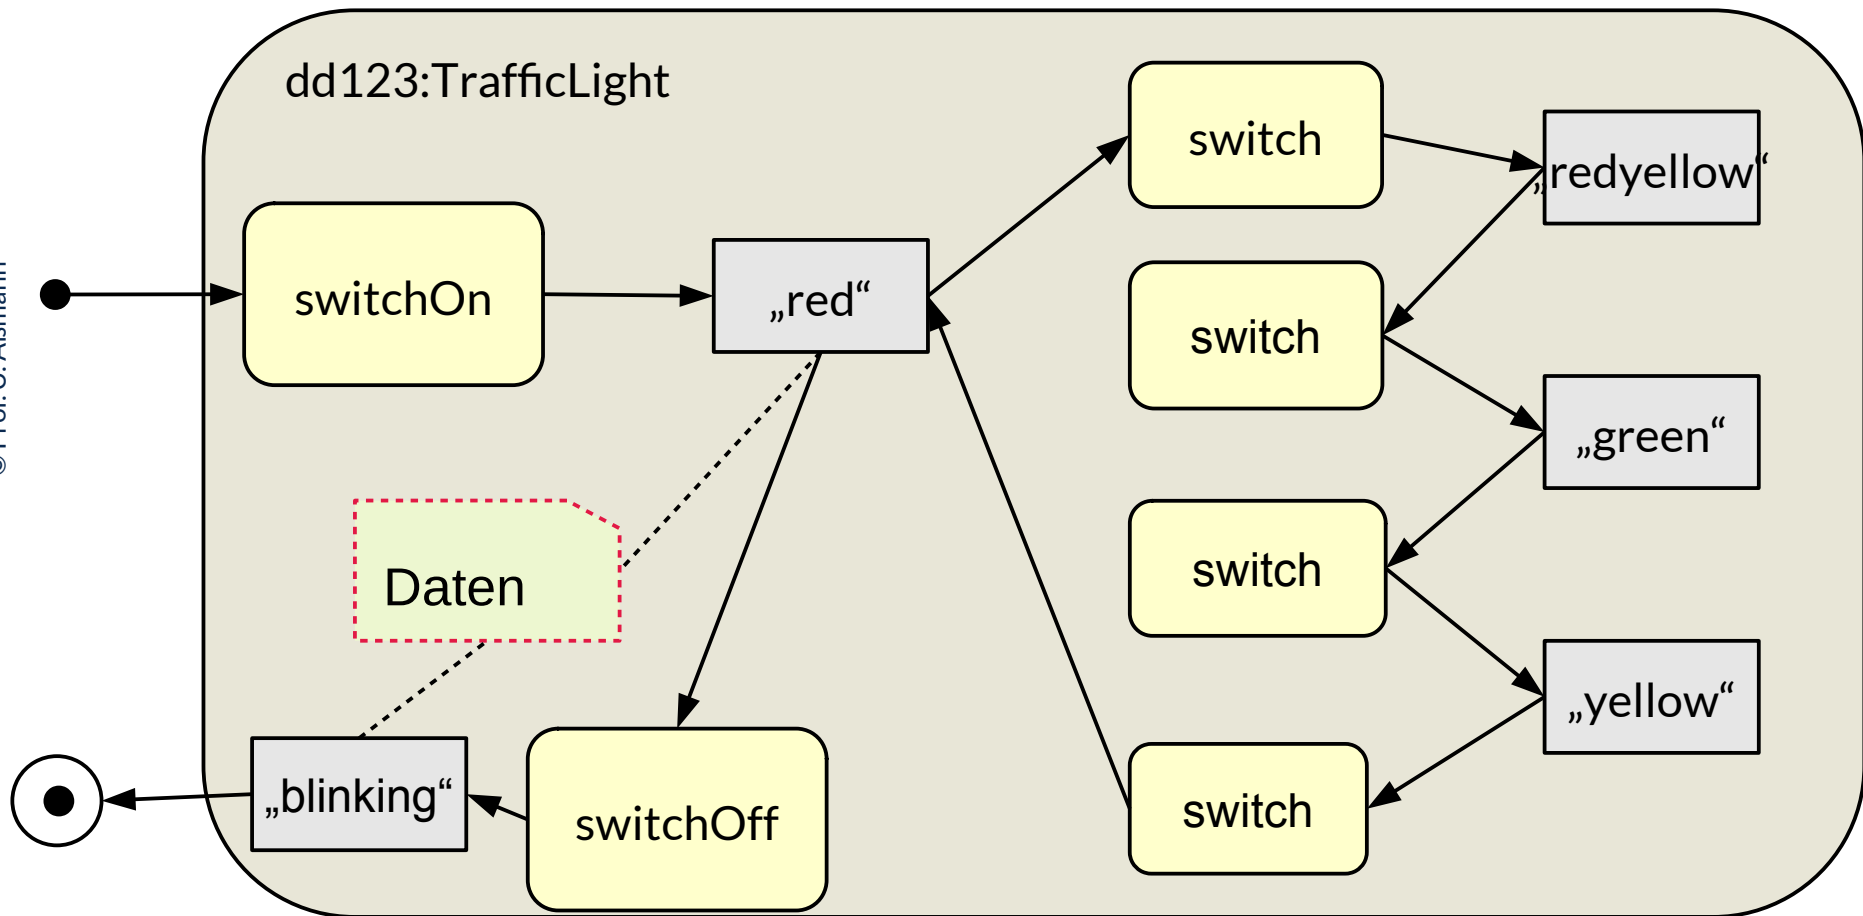 dd123:TrafficLight
switch
„redyellow“
switchOn
„red“
switch
„green“
Daten
switch
„yellow“
„blinking“
switchOff
switch